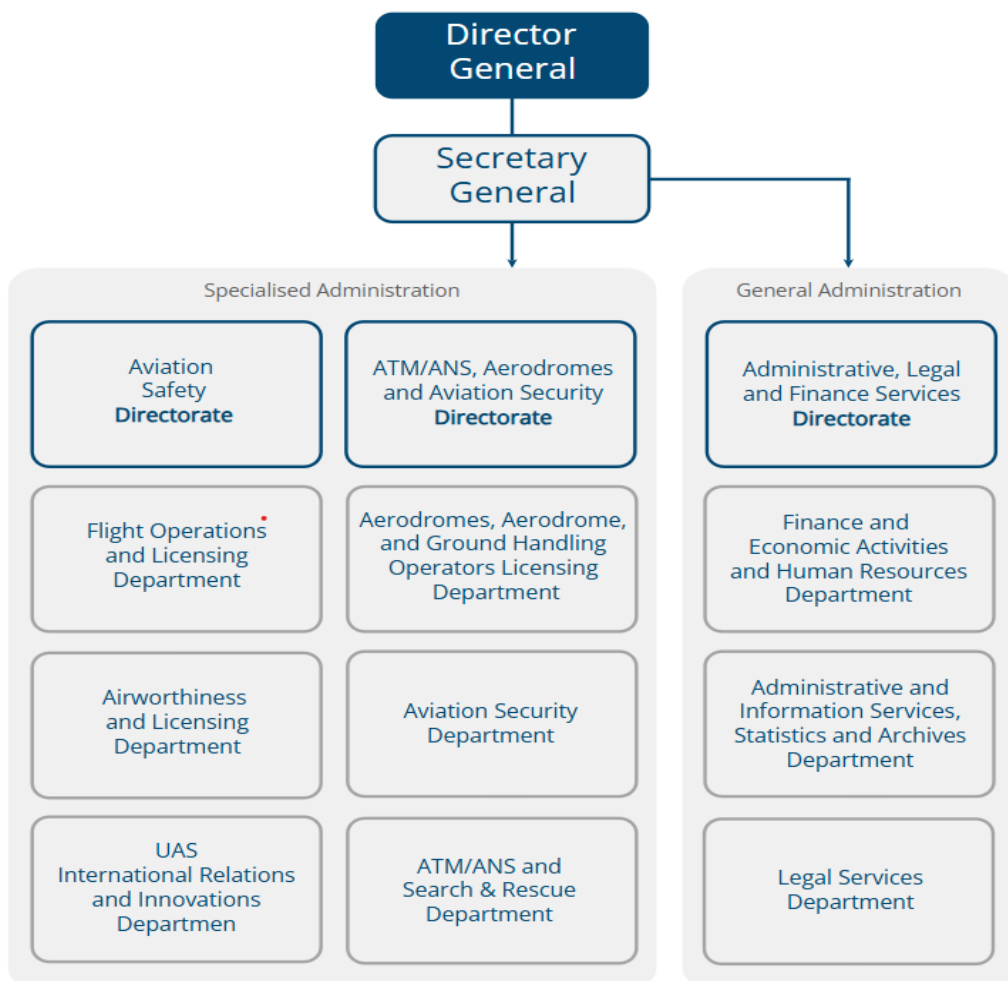 Director
General
Secretary
General
Specialised Administration
Aviation
Safety
Directorate
ATM/ANS, Aerodromes
and Aviation Security
Directorate
Flight Operations
and Licensing
Department
Aerodromes, Aerodrome,
and Ground Handling
Operators Licensing
Department
Airworthiness
and Licensing
Department
Aviation Security
Department
UAS
International Relations
and Innovations
Departmen
ATM/ANS and
Search & Rescue
Department
General Administration
Administrative, Legal
and Finance Services
Directorate
Finance and
Economic Activities
and Human Resources
Department
Administrative and
Information Services,
Statistics and Archives
Department
Legal Services
Department